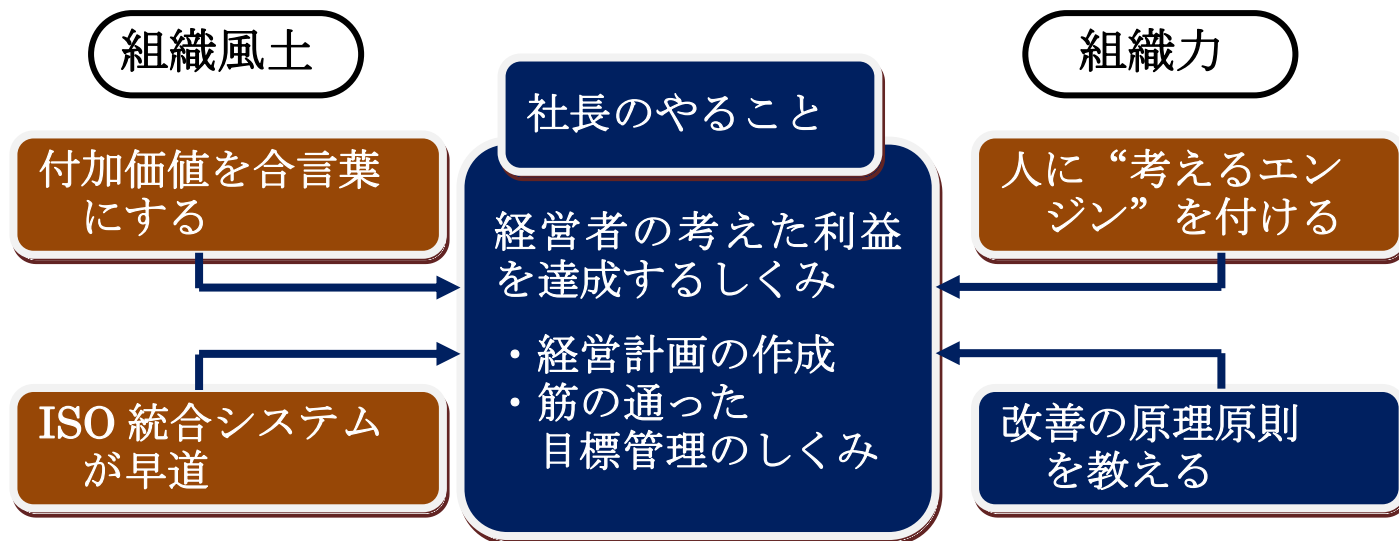 組織風土
組織力
社長のやること
付加価値を合言葉
にする
人に“考えるエン
ジン”を付ける
経営者の考えた利益
を達成するしくみ
・経営計画の作成
・筋の通った
目標管理のしくみ
ISO 統合システム
が早道
改善の原理原則
を教える